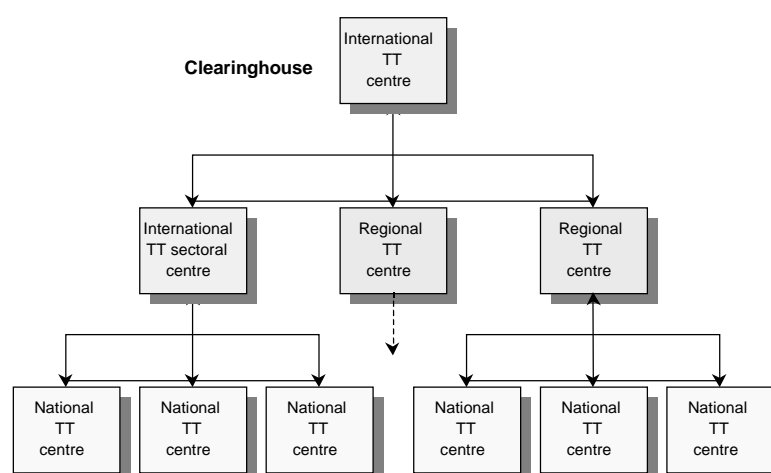 International
TT
centre
Clearinghouse
International
TT sectoral
centre
Regional
TT
centre
Regional
TT
centre
National
TT
centre
National
TT
centre
National
TT
centre
National
TT
centre
National
TT
centre
National
TT
centre